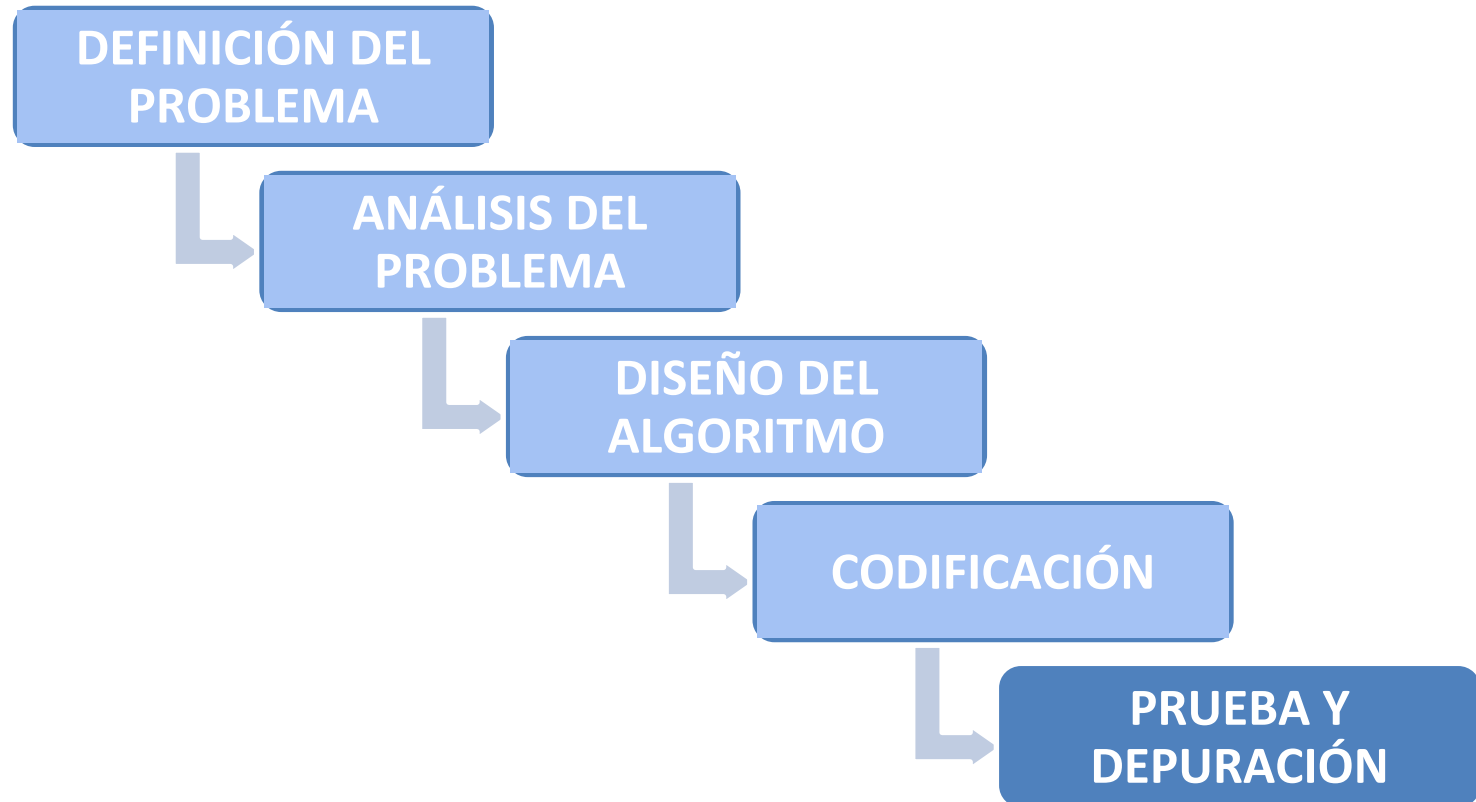 DEFINICIÓN DEL
PROBLEMA
ANÁLISIS DEL
PROBLEMA
DISEÑO DEL
ALGORITMO
CODIFICACIÓN
PRUEBA Y
DEPURACIÓN